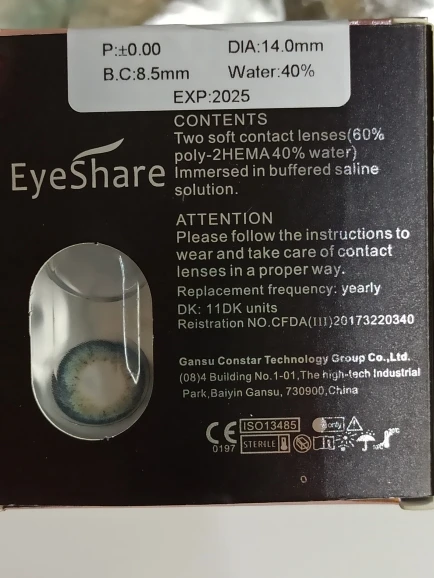 P:±0.00 DIA:14.0mm
B.C:8.5mm Water:40%
EXP:2025
CONTENTS
Two soft contact lenses(60%
poly-2HEMA40% water)
Immersed in buffered saline
solution.
EyeShare
ATTENTION
Please follow the instructions to
wear and take care of contact
lenses in a proper way.
Replacement frequency: yearly
DK: 11DK units
Reistration NO.CFDA(III)20173220340
Gansu Constar Technology Group Co.,Ltd.
(08)4 Building No.1-01,The high-tech Industrial
Park,Baiyin Gansu, 730900,China
CE ISO13485 only
0197 STERILE